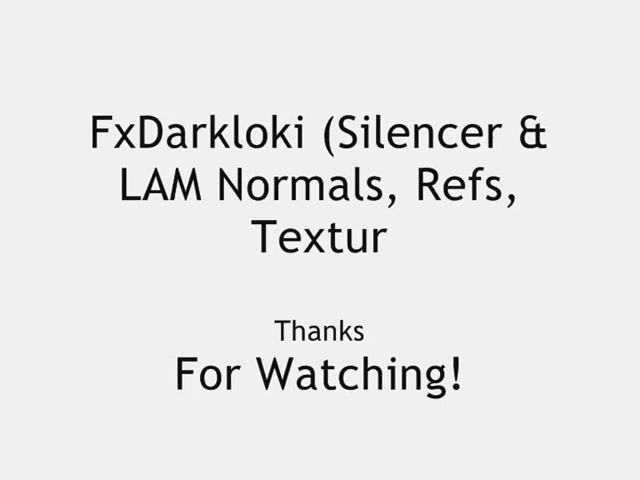 FxDarkloki (Silencer &
LAM Normals, Refs,
Textur
Thanks
For Watching!